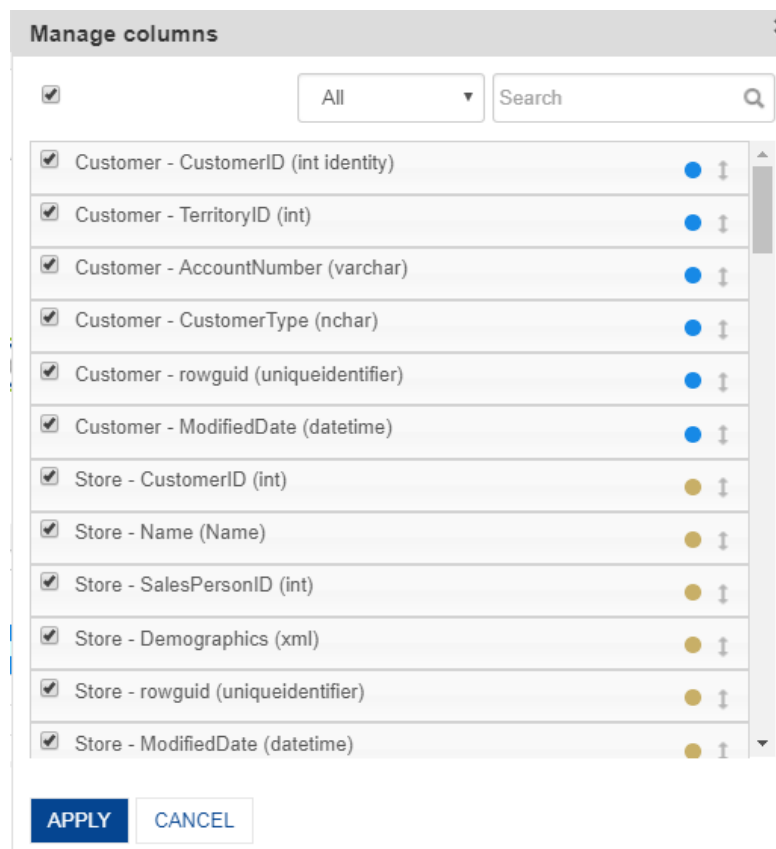 Manage columns
All
Search
Customer - CustomerID (int identity)
Customer - TerritoryID (int)
Customer - AccountNumber (varchar)
Customer - CustomerType (nchar)
Customer - rowguid (uniqueidentifier)
Customer - ModifiedDate (datetime)
Store - CustomerID (int)
Store - Name (Name)
Store - SalesPersonID (int)
Store - Demographics (xml)
Store - rowguid (uniqueidentifier)
Store - ModifiedDate (datetime)
APPLY
CANCEL